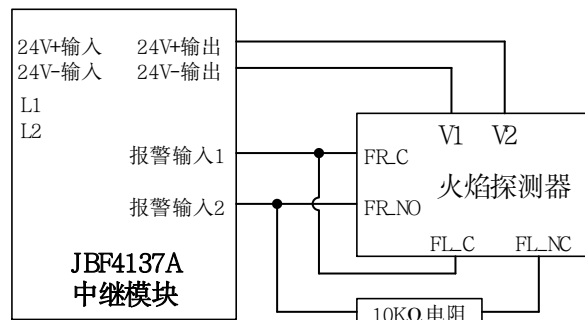 24V+输入 24V+输出
24V-输入 24V-输出
L1
L2
报警输入1
报警输入2
JBF4137A
中继模块
V1 V2
FR_C
火焰探测器
FR_NO
FL_C FL_NC
10KΩ电阻